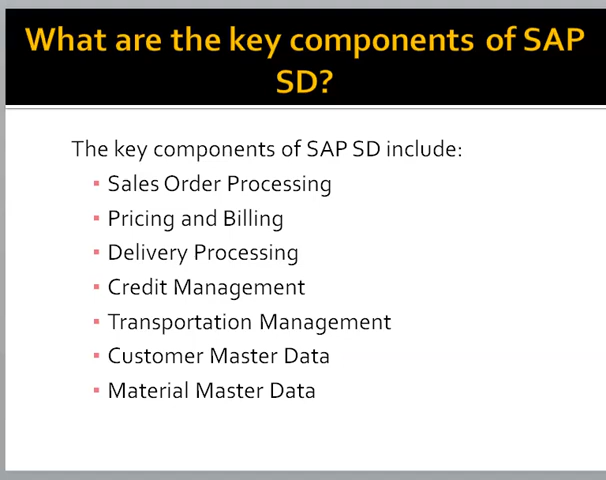 What are the key components of SAP
SD?
The key components of SAP SD include:
▪ Sales Order Processing
▪ Pricing and Billing
▪ Delivery Processing
▪ Credit Management
▪ Transportation Management
▪ Customer Master Data
▪ Material Master Data